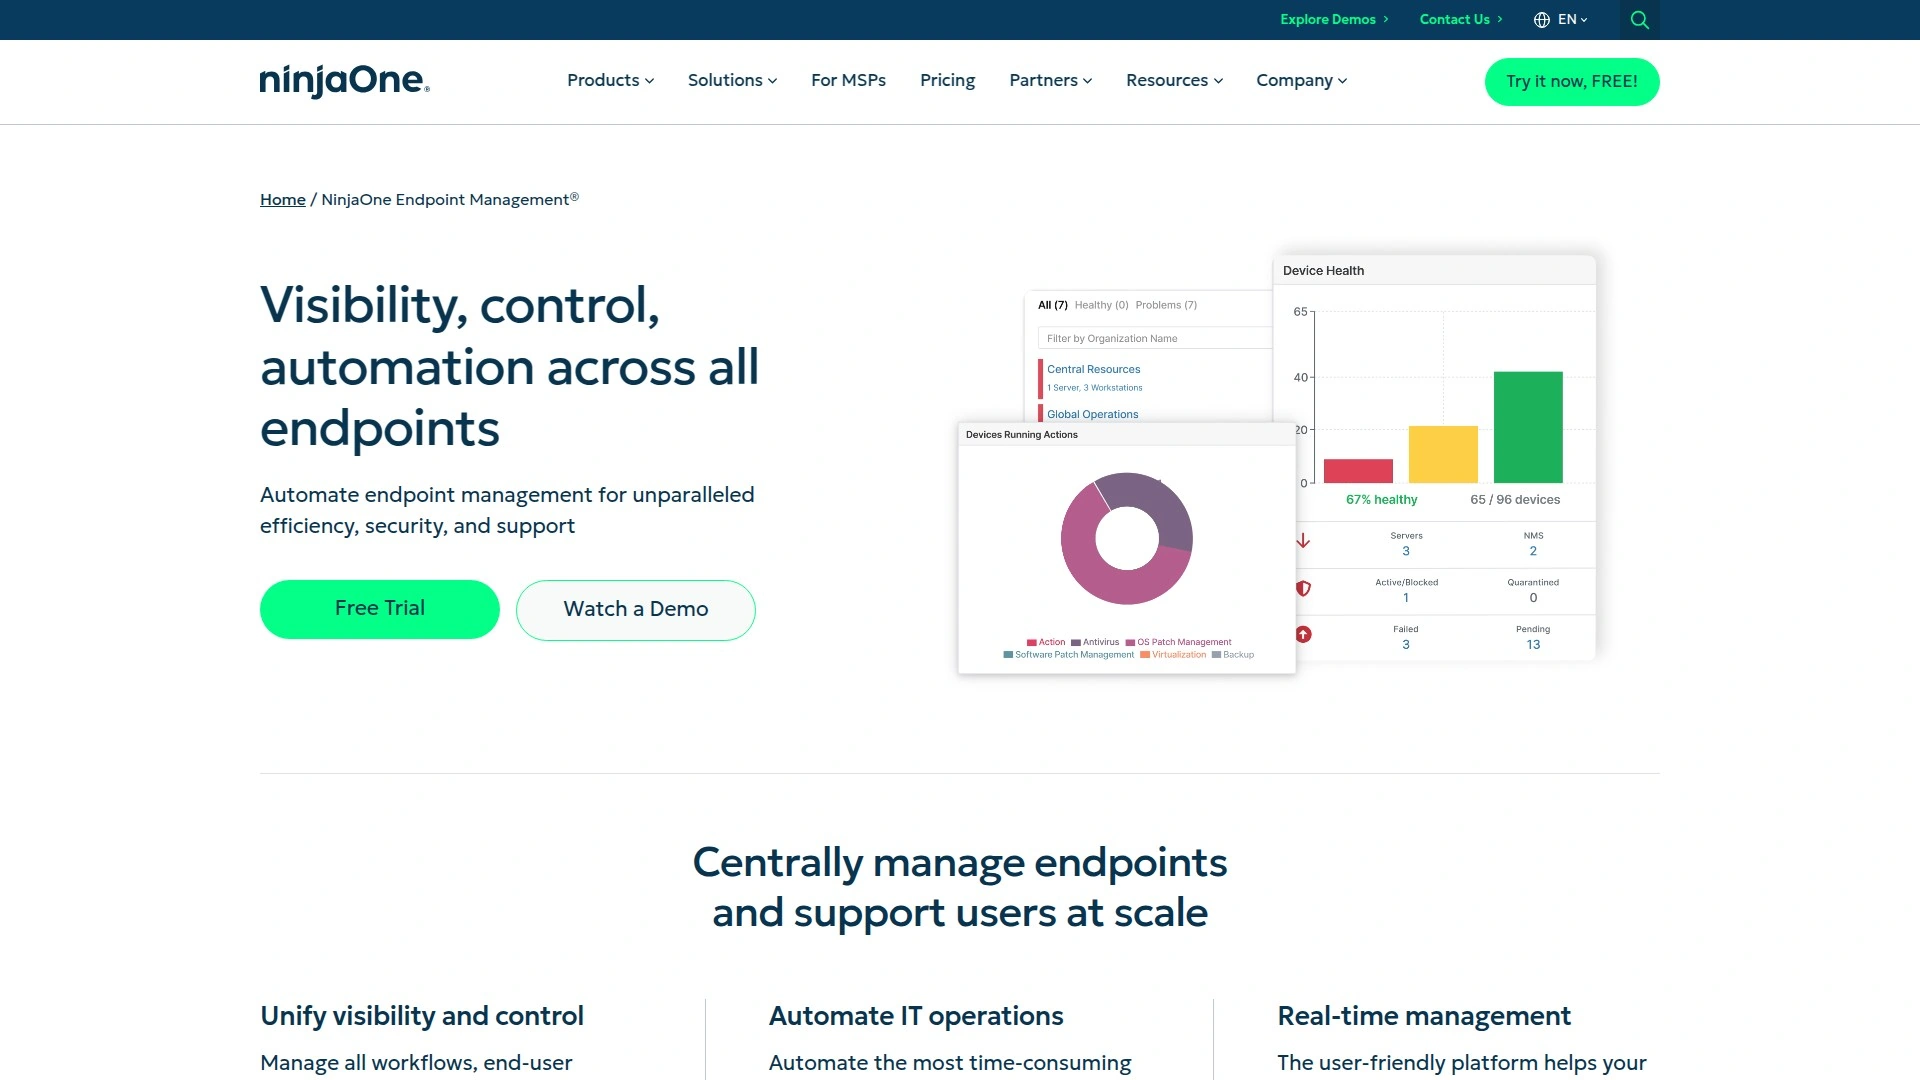 Explore Demos
Contact Us
EN
ninjaOne®
Products
Solutions
For MSPs
Pricing
Partners
Resources
Company
Try it now, FREE!
Home / NinjaOne Endpoint Management®
Visibility, control,
automation across all
endpoints
Automate endpoint management for unparalleled
efficiency, security, and support
Free Trial
Watch a Demo
All (7) Healthy (0) Problems (7)
Filter by Organization Name
Central Resources
1 Server, 3 Workstations
Global Operations
Devices Running Actions
Action Antivirus OS Patch Management
Software Patch Management Virtualization Backup
Device Health
65
40
20
0
67% healthy
65 / 96 devices
Servers
3
NMS
2
Active/Blocked
1
Quarantined
0
Failed
3
Pending
13
Centrally manage endpoints
and support users at scale
Unify visibility and control
Manage all workflows, end-user
Automate IT operations
Automate the most time-consuming
Real-time management
The user-friendly platform helps your